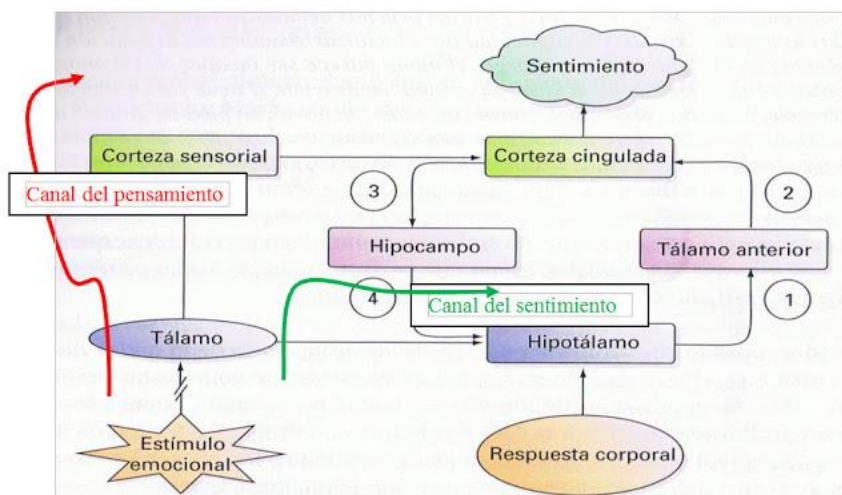 Sentimiento
Corteza sensorial
Corteza cingulada
Canal del pensamiento
3
2
Hipocampo
Tálamo anterior
4
Canal del sentimiento
1
Tálamo
Hipotálamo
Estímulo
emocional
Respuesta corporal